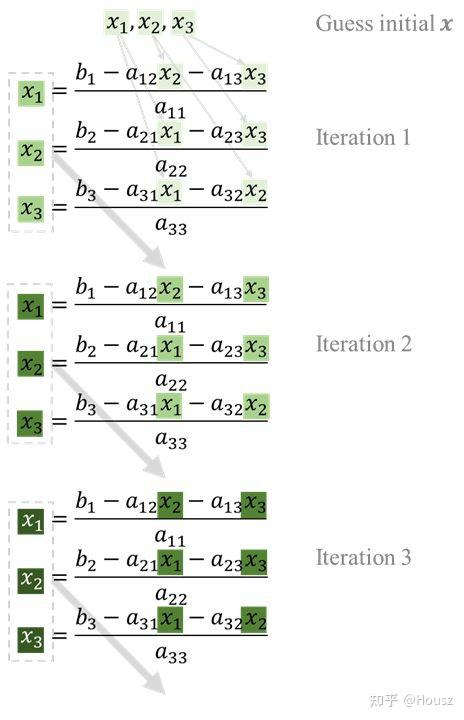 x₁, x₂, x₃ Guess initial x
x₁ = (b₁ − a₁₂x₂ − a₁₃x₃) / a₁₁
x₂ = (b₂ − a₂₁x₁ − a₂₃x₃) / a₂₂ Iteration 1
x₃ = (b₃ − a₃₁x₁ − a₃₂x₂) / a₃₃
x₁ = (b₁ − a₁₂x₂ − a₁₃x₃) / a₁₁
x₂ = (b₂ − a₂₁x₁ − a₂₃x₃) / a₂₂ Iteration 2
x₃ = (b₃ − a₃₁x₁ − a₃₂x₂) / a₃₃
x₁ = (b₁ − a₁₂x₂ − a₁₃x₃) / a₁₁
x₂ = (b₂ − a₂₁x₁ − a₂₃x₃) / a₂₂ Iteration 3
x₃ = (b₃ − a₃₁x₁ − a₃₂x₂) / a₃₃
知乎 @Housz